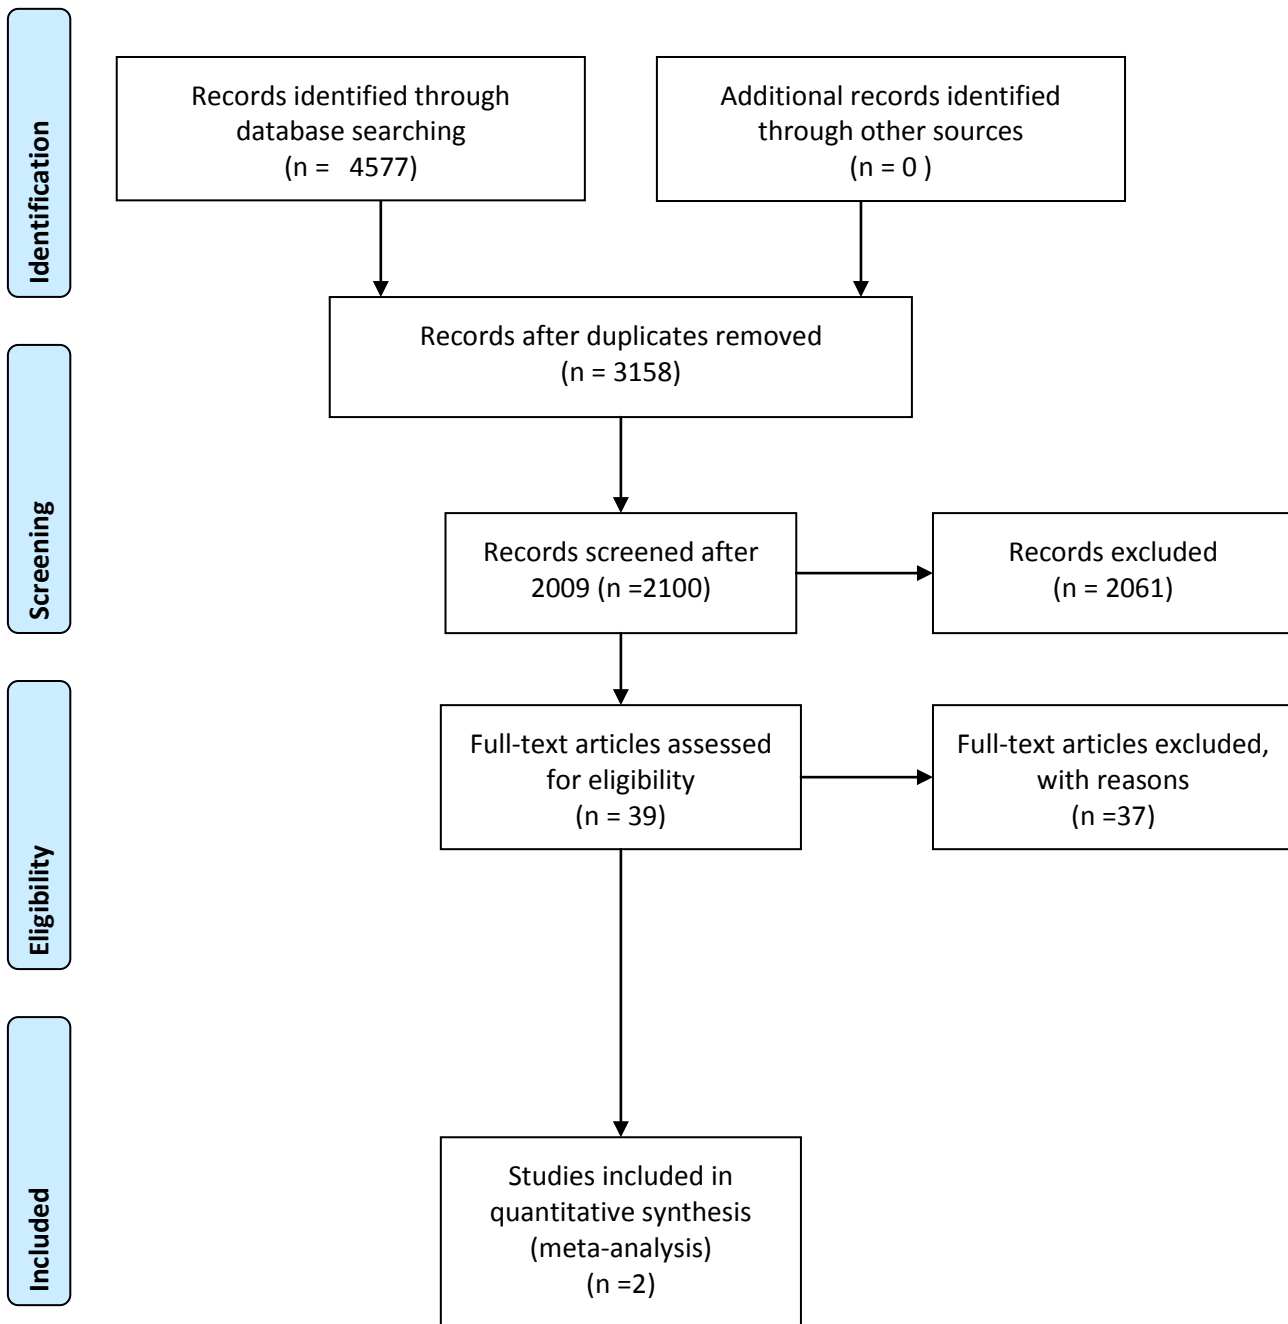 Identification
Records identified through
database searching
(n =   4577)
Additional records identified
through other sources
(n = 0 )
Records after duplicates removed
(n = 3158)
Screening
Records screened after
2009 (n =2100)
Records excluded
(n = 2061)
Eligibility
Full-text articles assessed
for eligibility
(n = 39)
Full-text articles excluded,
with reasons
(n =37)
Included
Studies included in
quantitative synthesis
(meta-analysis)
(n =2)